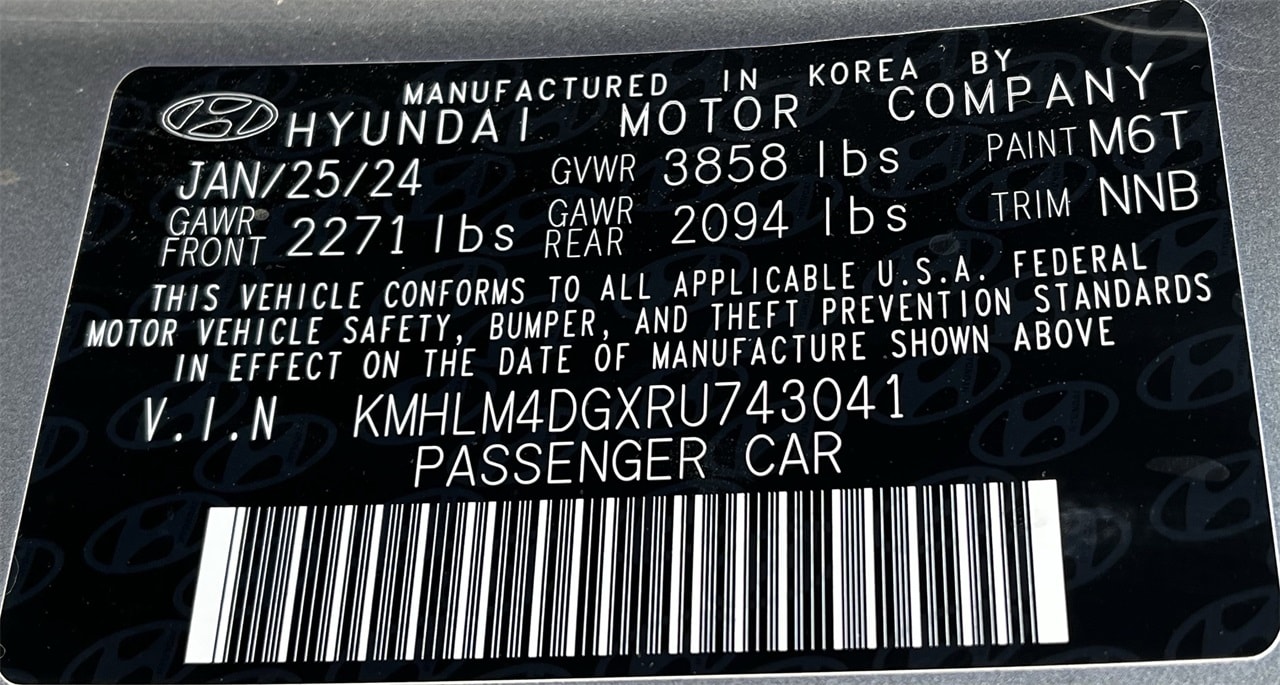 MANUFACTURED IN KOREA BY
HYUNDAI MOTOR COMPANY
JAN/25/24 GVWR 3858 lbs PAINT M6T
GAWR FRONT 2271 lbs GAWR REAR 2094 lbs TRIM NNB
THIS VEHICLE CONFORMS TO ALL APPLICABLE U.S.A. FEDERAL
MOTOR VEHICLE SAFETY, BUMPER, AND THEFT PREVENTION STANDARDS
IN EFFECT ON THE DATE OF MANUFACTURE SHOWN ABOVE
V.I.N KMHLM4DGXRU743041
PASSENGER CAR